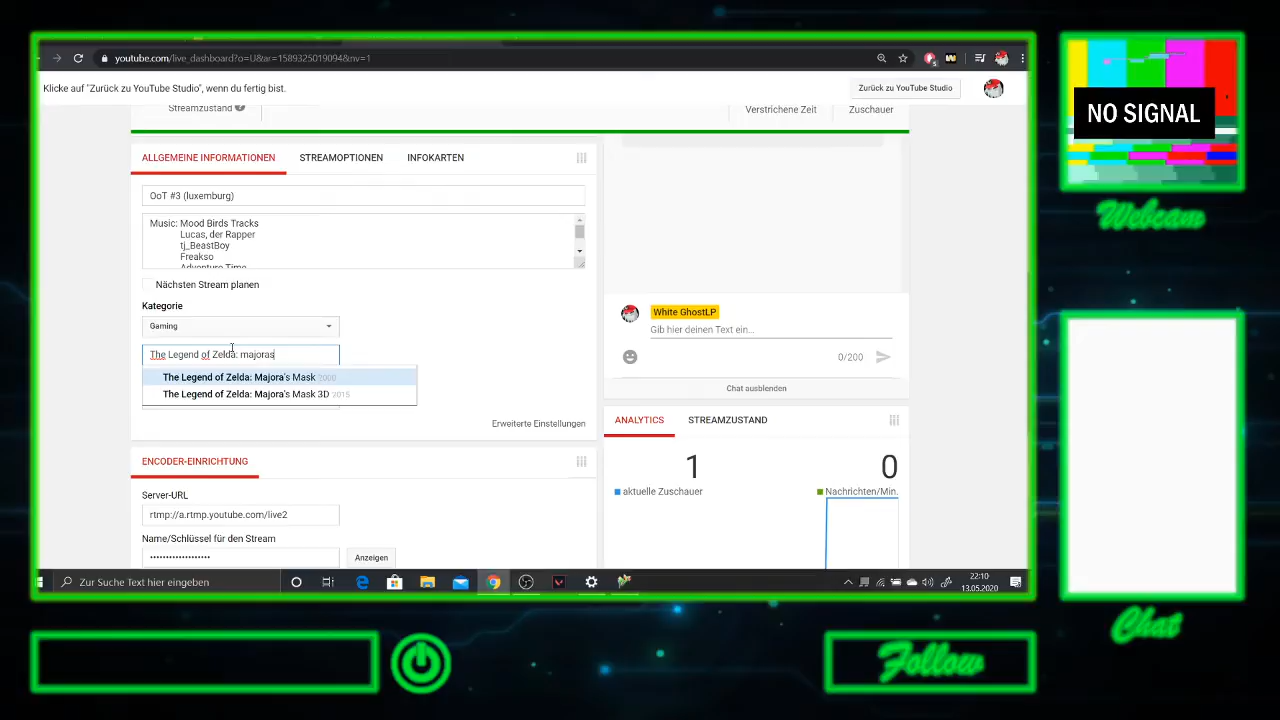 youtube.com/live_dashboard?o=U&ar=1589325019094&nv=1
Klicke auf "Zurück zu YouTube Studio", wenn du fertig bist.
Zurück zu YouTube Studio
Streamzustand
Verstrichene Zeit
Zuschauer
ALLGEMEINE INFORMATIONEN
STREAMOPTIONEN
INFOKARTEN
OoT #3 (luxemburg)
Music: Mood Birds Tracks
Lucas, der Rapper
tj_BeastBoy
Freakso
Adventure Time
Nächsten Stream planen
Kategorie
Gaming
The Legend of Zelda: majoras
The Legend of Zelda: Majora's Mask 2000
The Legend of Zelda: Majora's Mask 3D 2015
Erweiterte Einstellungen
ENCODER-EINRICHTUNG
Server-URL
rtmp://a.rtmp.youtube.com/live2
Name/Schlüssel für den Stream
••••••••••••••••••
Anzeigen
White GhostLP
Gib hier deinen Text ein...
0/200
Chat ausblenden
ANALYTICS
STREAMZUSTAND
1
0
aktuelle Zuschauer
Nachrichten/Min.
Zur Suche Text hier eingeben
22:10
13.05.2020
NO SIGNAL
Webcam
Chat
Follow